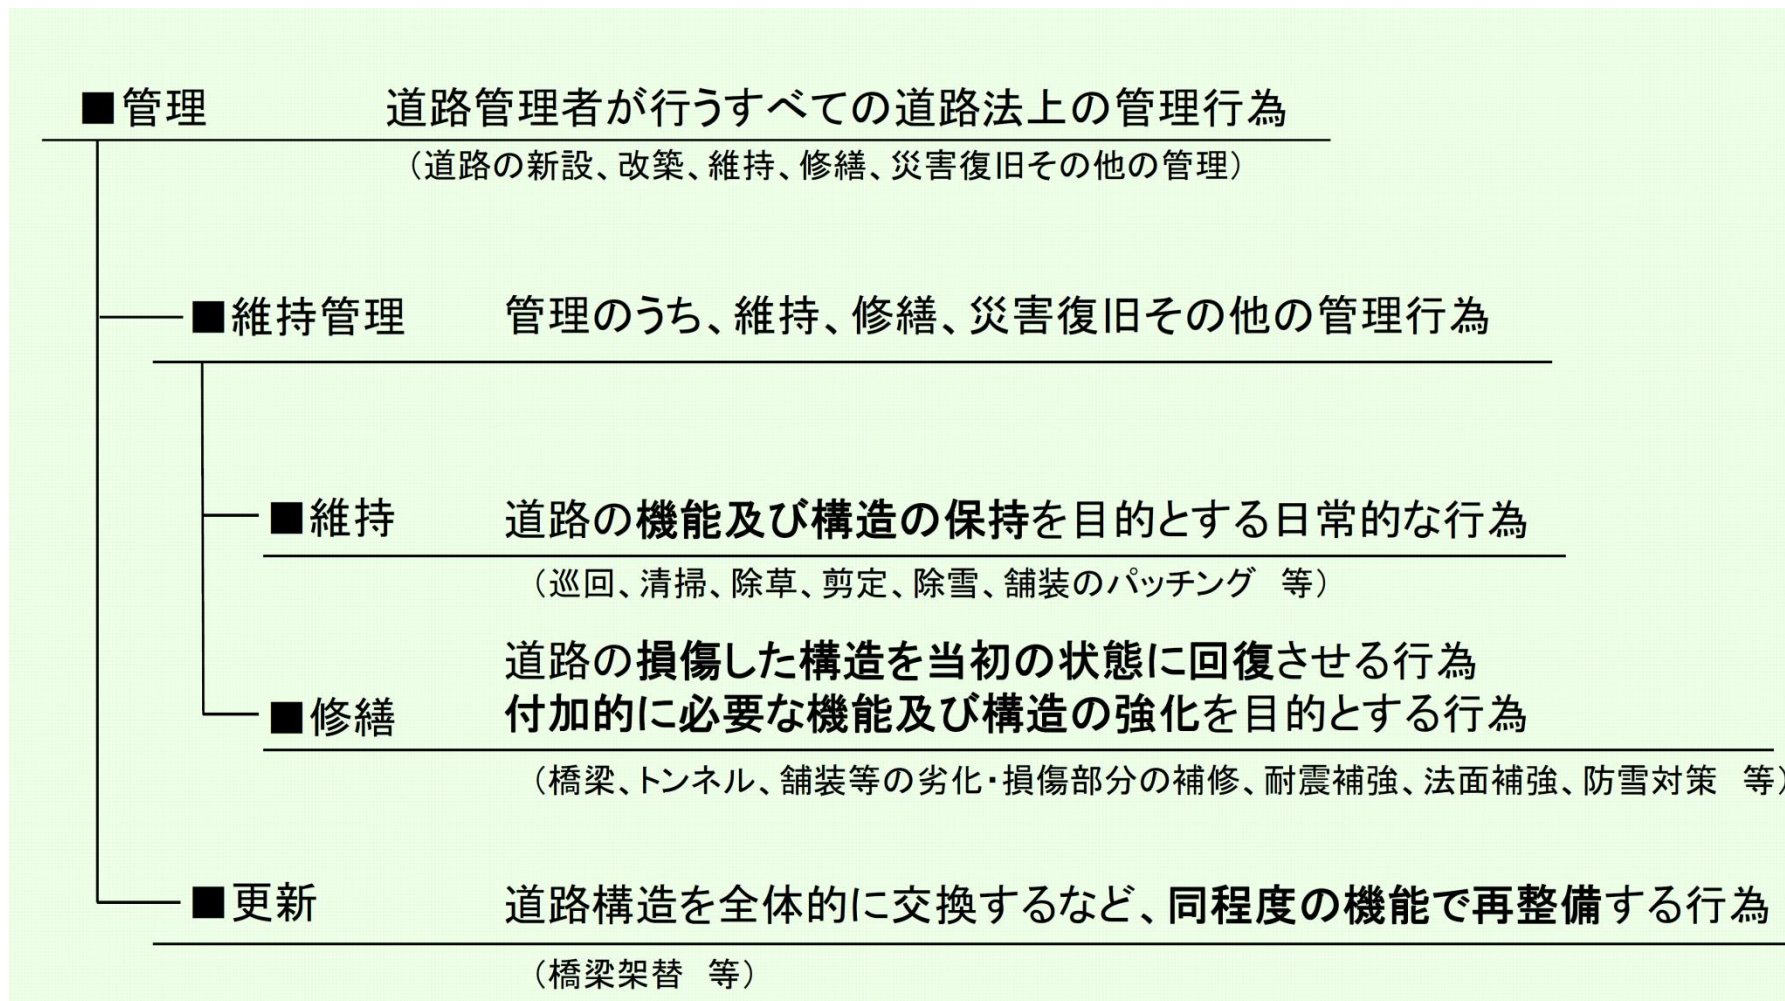 ■管理 道路管理者が行うすべての道路法上の管理行為
（道路の新設、改築、維持、修繕、災害復旧その他の管理）
■維持管理 管理のうち、維持、修繕、災害復旧その他の管理行為
■維持 道路の機能及び構造の保持を目的とする日常的な行為
（巡回、清掃、除草、剪定、除雪、舗装のパッチング　等）
道路の損傷した構造を当初の状態に回復させる行為
■修繕 付加的に必要な機能及び構造の強化を目的とする行為
（橋梁、トンネル、舗装等の劣化・損傷部分の補修、耐震補強、法面補強、防雪対策　等）
■更新 道路構造を全体的に交換するなど、同程度の機能で再整備する行為
（橋梁架替　等）